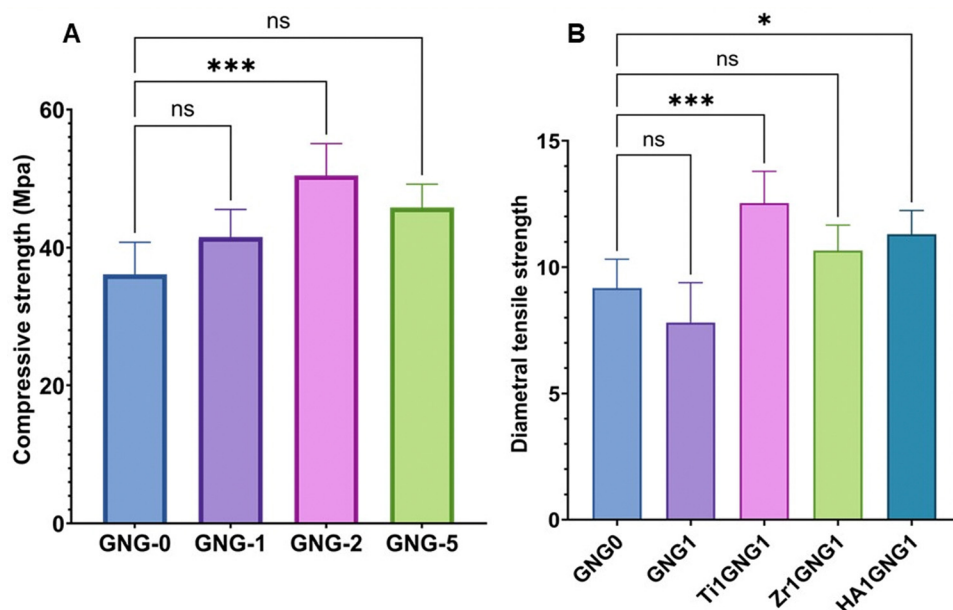 A
ns
***
ns
Compressive strength (Mpa)
60
40
20
0
GNG-0 GNG-1 GNG-2 GNG-5
B
*
ns
***
ns
Diametral tensile strength
15
10
5
0
GNG0 GNG1 Ti1GNG1 Zr1GNG1 HA1GNG1